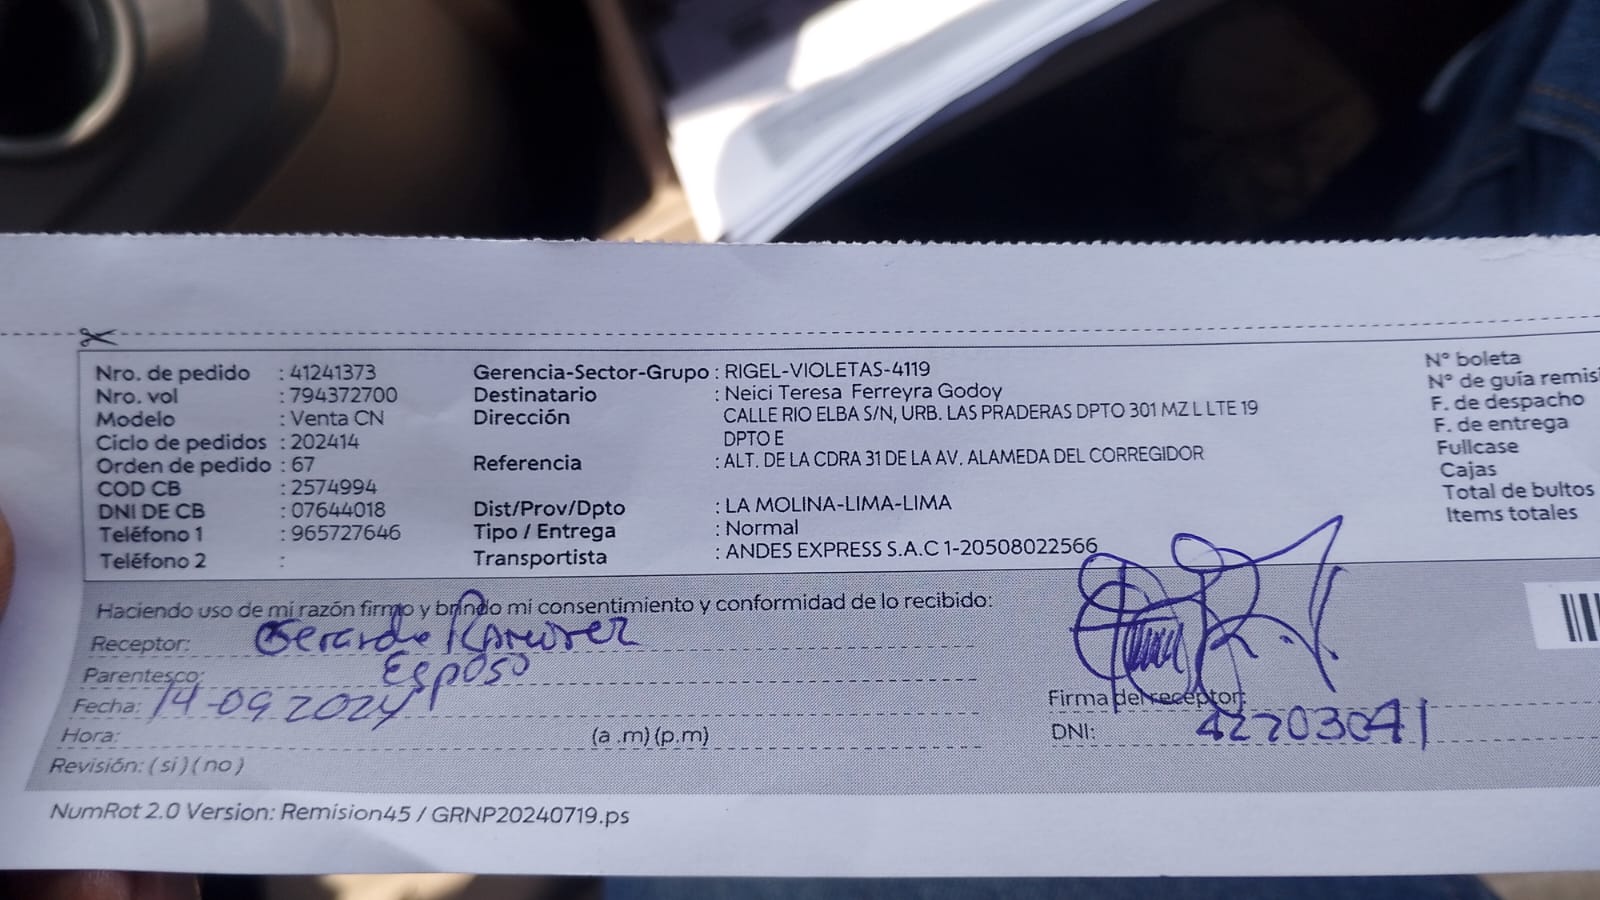 Nro. de pedido : 41241373
Nro. vol : 794372700
Modelo : Venta CN
Ciclo de pedidos : 202414
Orden de pedido : 67
COD CB : 2574994
DNI DE CB : 07644018
Teléfono 1 : 965727646
Teléfono 2 :
Gerencia-Sector-Grupo : RIGEL-VIOLETAS-4119
Destinatario : Neici Teresa Ferreyra Godoy
Dirección CALLE RIO ELBA S/N, URB. LAS PRADERAS DPTO 301 MZ L LTE 19
DPTO E
Referencia : ALT. DE LA CDRA 31 DE LA AV. ALAMEDA DEL CORREGIDOR
Dist/Prov/Dpto : LA MOLINA-LIMA-LIMA
Tipo / Entrega : Normal
Transportista : ANDES EXPRESS S.A.C 1-20508022566
N° boleta
N° de guía remisi
F. de despacho
F. de entrega
Fullcase
Cajas
Total de bultos
Items totales
Haciendo uso de mi razón firmo y brindo mi consentimiento y conformidad de lo recibido:
Receptor: Gerardo Ramirez
Parentesco: Esposo
Fecha: 14-09 2024
Hora: (a .m) (p.m)
Revisión: ( si ) ( no )
Firma del receptor:
DNI: 42703041
NumRot 2.0 Version: Remision45 / GRNP20240719.ps